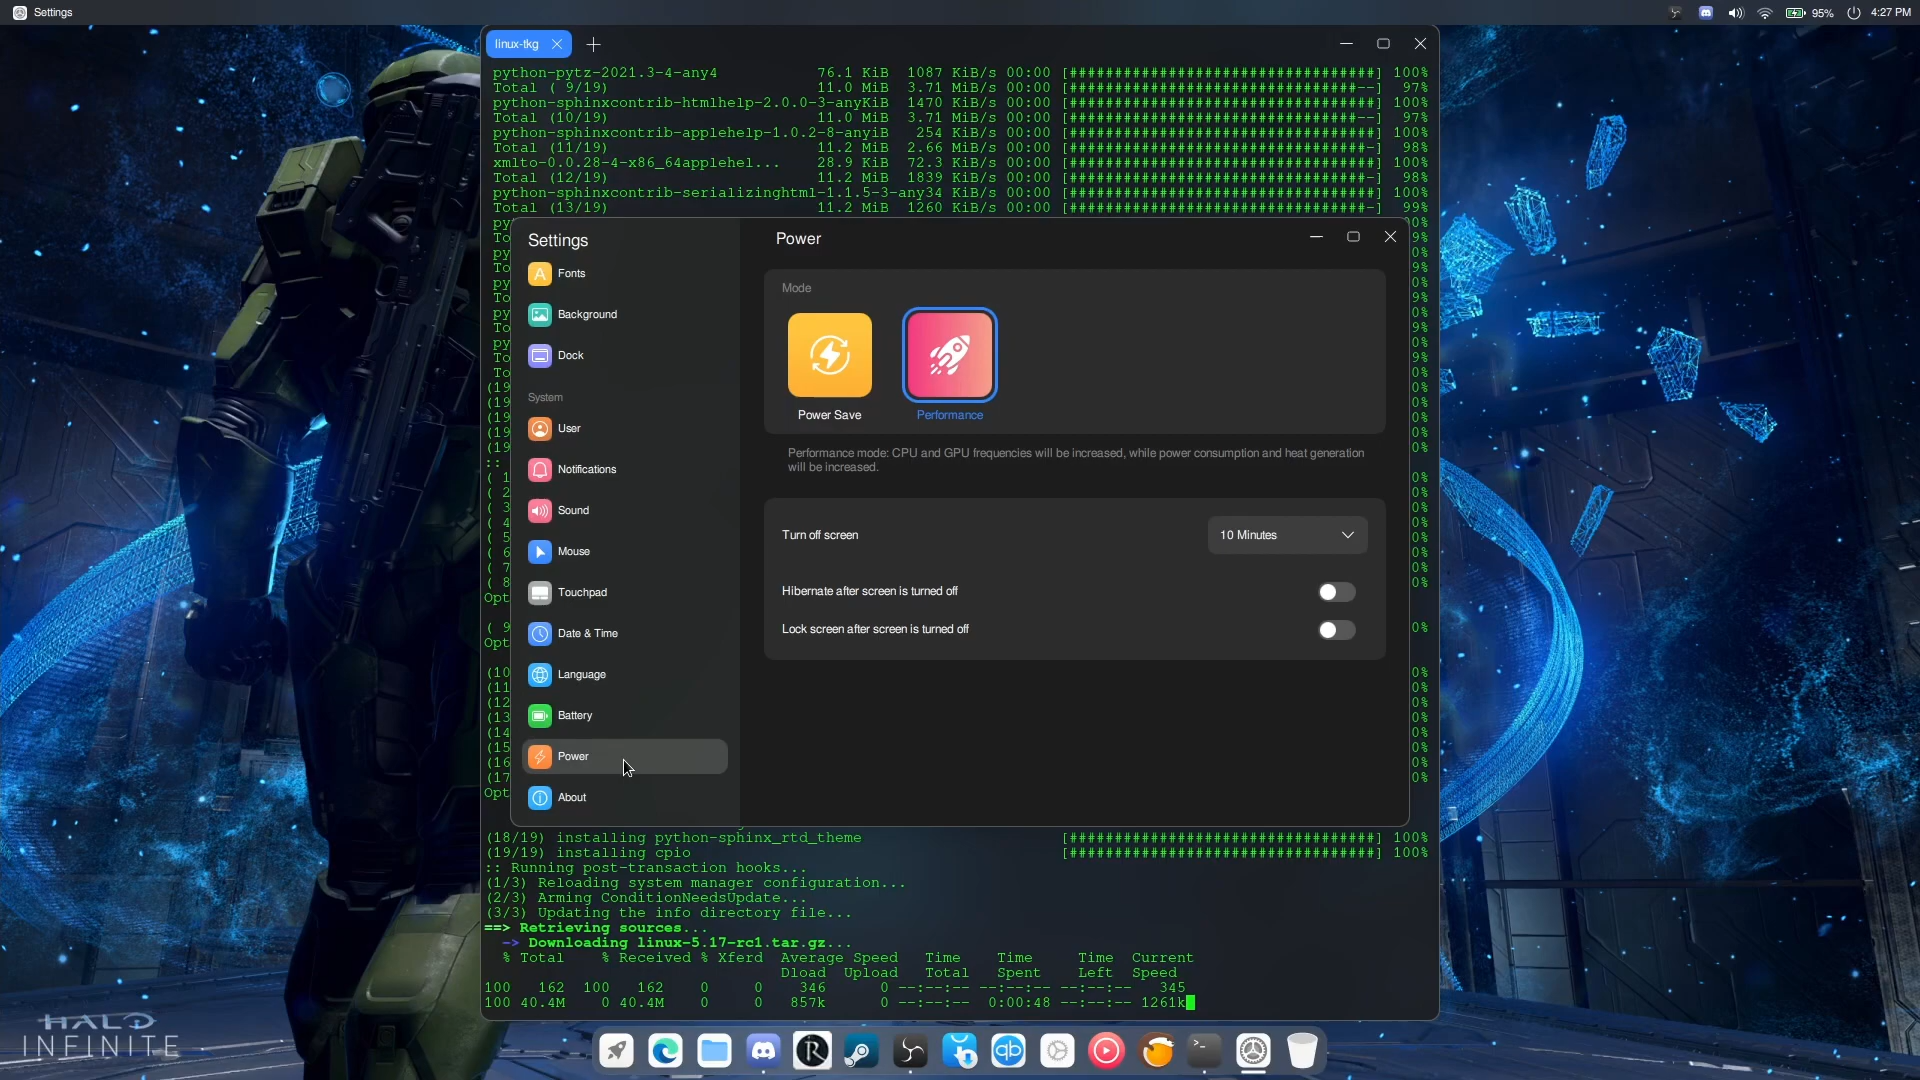 Settings
95%
4:27 PM
linux-tkg
python-pytz-2021.3-4-any4 76.1 KiB 1087 KiB/s 00:00 [##################################] 100%
Total ( 9/19) 11.0 MiB 3.71 MiB/s 00:00 [################################--] 97%
python-sphinxcontrib-htmlhelp-2.0.0-3-anyKiB 1470 KiB/s 00:00 [##################################] 100%
Total (10/19) 11.0 MiB 3.71 MiB/s 00:00 [################################--] 97%
python-sphinxcontrib-applehelp-1.0.2-8-anyiB 254 KiB/s 00:00 [##################################] 100%
Total (11/19) 11.2 MiB 2.66 MiB/s 00:00 [#################################-] 98%
xmlto-0.0.28-4-x86_64applehel... 28.9 KiB 72.3 KiB/s 00:00 [##################################] 100%
Total (12/19) 11.2 MiB 1839 KiB/s 00:00 [#################################-] 98%
python-sphinxcontrib-serializinghtml-1.1.5-3-any34 KiB/s 00:00 [##################################] 100%
Total (13/19) 11.2 MiB 1260 KiB/s 00:00 [#################################-] 99%
Settings
Fonts
Background
Dock
System
User
Notifications
Sound
Mouse
Touchpad
Date & Time
Language
Battery
Power
About
Power
Mode
Power Save
Performance
Performance mode: CPU and GPU frequencies will be increased, while power consumption and heat generation
will be increased.
Turn off screen
10 Minutes
Hibernate after screen is turned off
Lock screen after screen is turned off
(18/19) installing python-sphinx_rtd_theme [##################################] 100%
(19/19) installing cpio [##################################] 100%
:: Running post-transaction hooks...
(1/3) Reloading system manager configuration...
(2/3) Arming ConditionNeedsUpdate...
(3/3) Updating the info directory file...
==> Retrieving sources...
-> Downloading linux-5.17-rc1.tar.gz...
% Total % Received % Xferd Average Speed Time Time Time Current
Dload Upload Total Spent Left Speed
100 162 100 162 0 0 346 0 --:--:-- --:--:-- --:--:-- 345
100 40.4M 0 40.4M 0 0 857k 0 --:--:-- 0:00:48 --:--:-- 1261k
HALO
INFINITE
qb